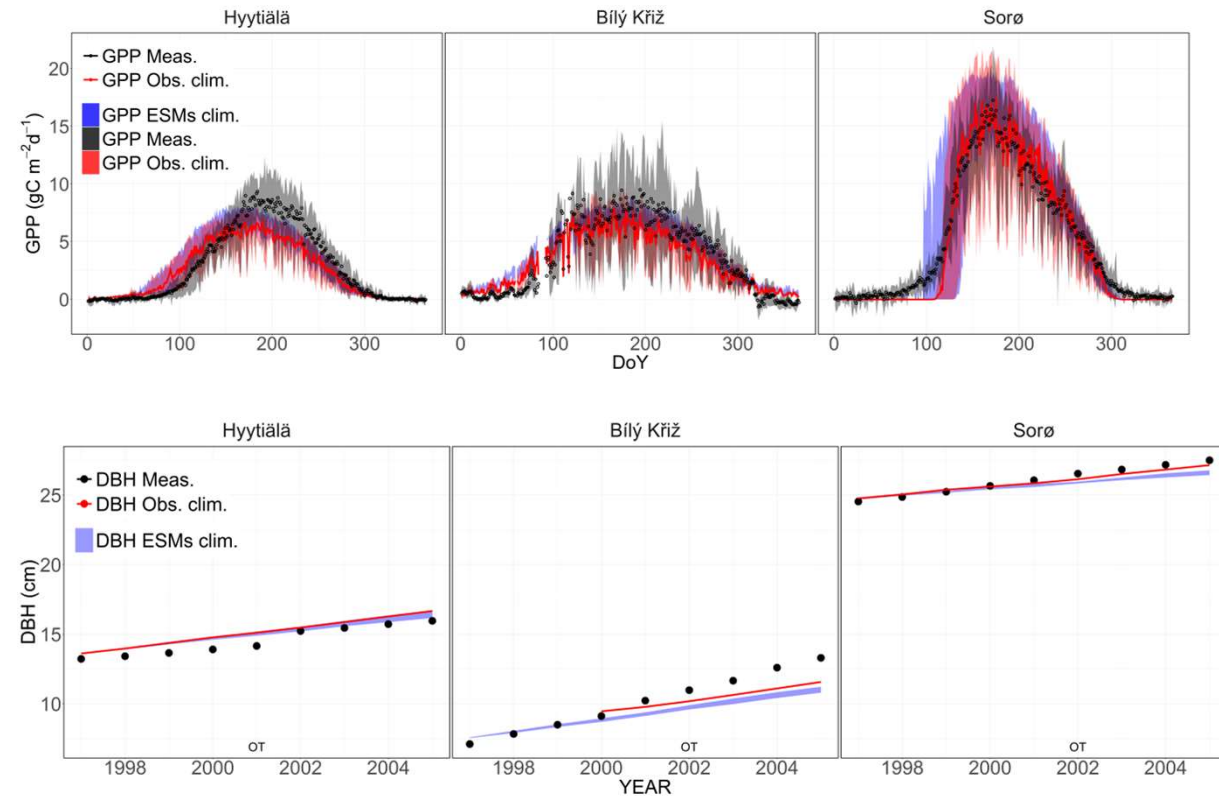 Hyytiälä Bílý Kříž Sorø
GPP Meas.
GPP Obs. clim.
GPP ESMs clim.
GPP Meas.
GPP Obs. clim.
GPP (gC m⁻²d⁻¹)
20
15
10
5
0
0 100 200 300 0 100 200 300 0 100 200 300
DoY
Hyytiälä Bílý Kříž Sorø
DBH Meas.
DBH Obs. clim.
DBH ESMs clim.
DBH (cm)
25
20
15
10
OT OT OT
1998 2000 2002 2004 1998 2000 2002 2004 1998 2000 2002 2004
YEAR